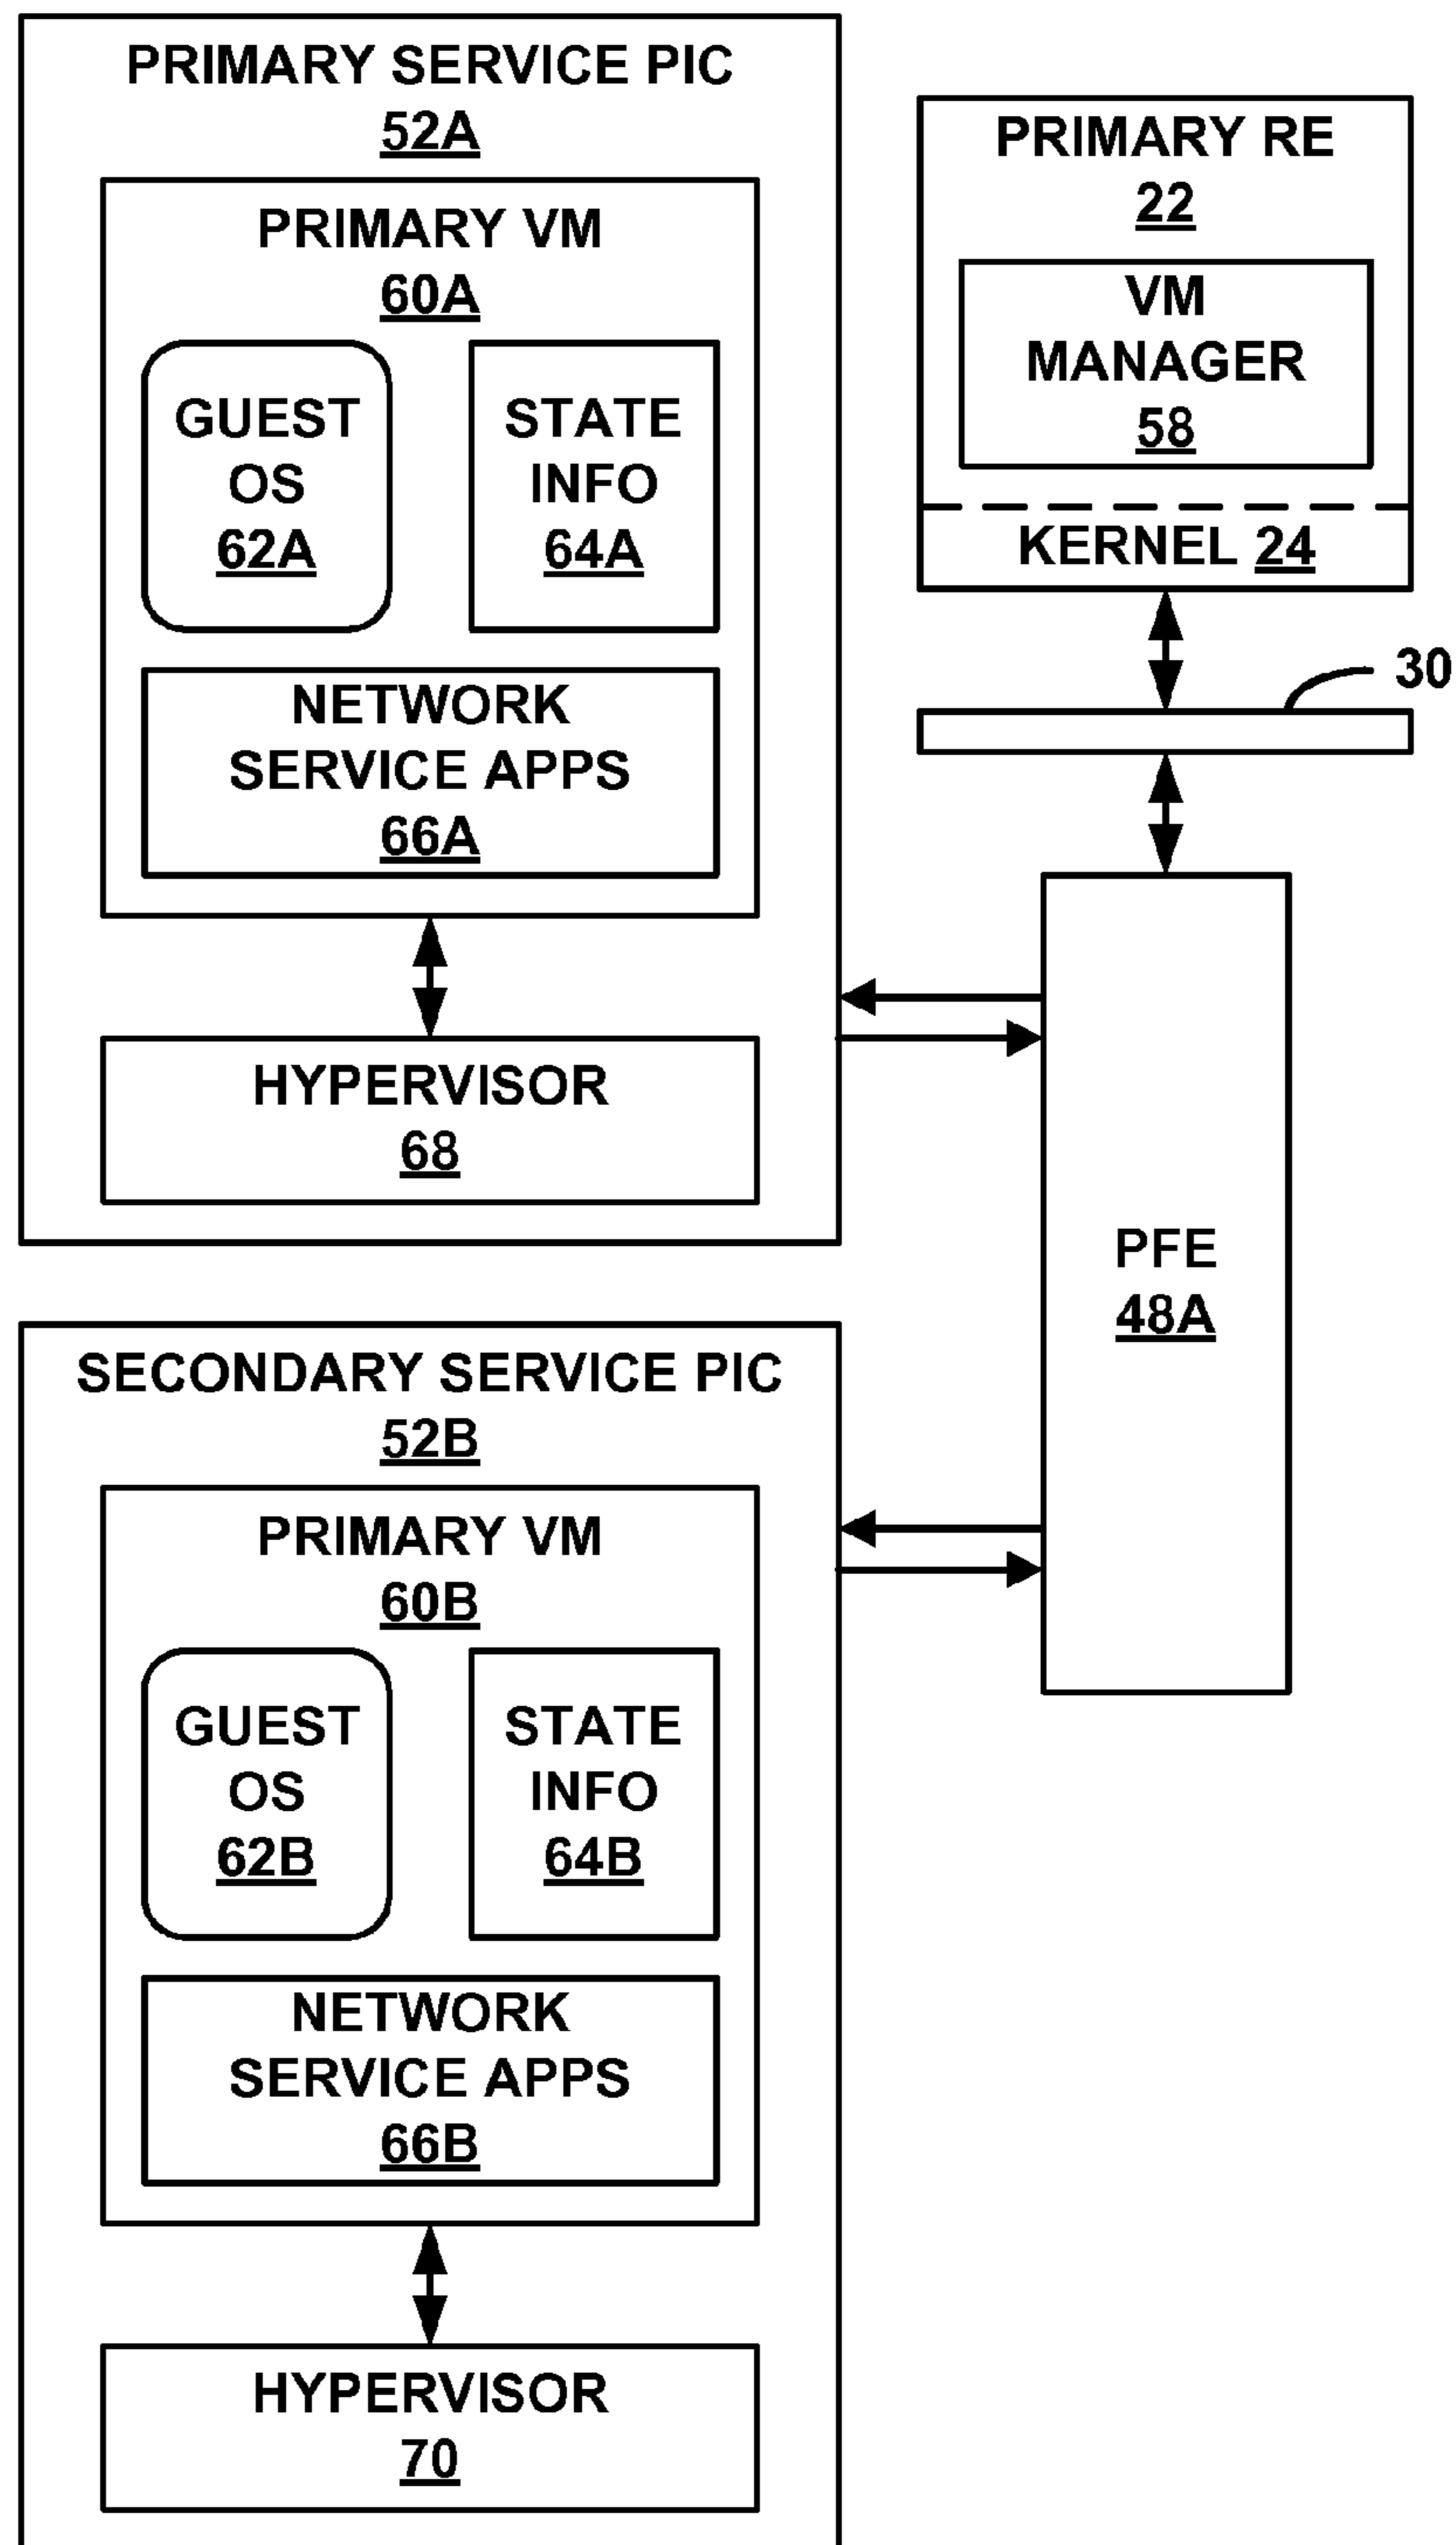 PRIMARY SERVICE PIC
52A
PRIMARY VM
60A
GUEST
OS
62A
STATE
INFO
64A
NETWORK
SERVICE APPS
66A
HYPERVISOR
68
PRIMARY RE
22
VM
MANAGER
58
KERNEL 24
30
PFE
48A
SECONDARY SERVICE PIC
52B
PRIMARY VM
60B
GUEST
OS
62B
STATE
INFO
64B
NETWORK
SERVICE APPS
66B
HYPERVISOR
70